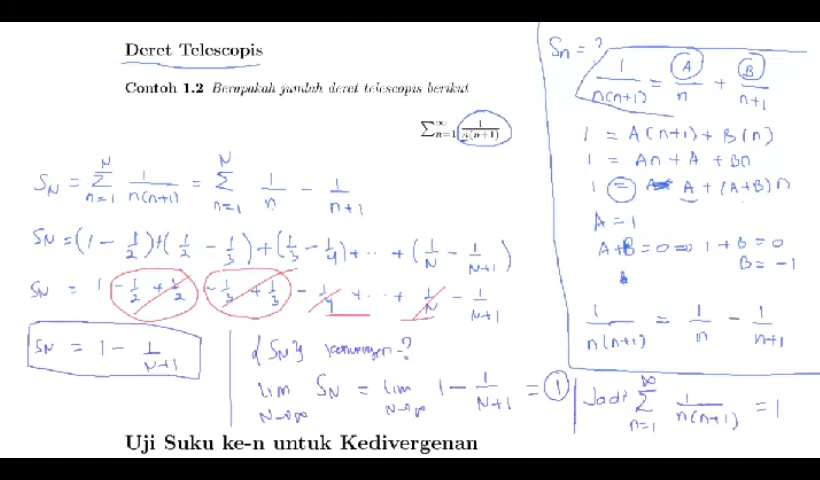 Deret Telescopis
Contoh 1.2 Berapakah jumlah deret telescopis berikut
∑_{n=1}^{∞} 1/(n(n+1))
S_N = ∑_{n=1}^{N} 1/(n(n+1)) = ∑_{n=1}^{N} 1/n - 1/(n+1)
S_N = (1 - 1/2) + (1/2 - 1/3) + (1/3 - 1/4) + ... + (1/N - 1/(N+1))
S_N = 1 - 1/2 + 1/2 - 1/3 + 1/3 - 1/4 + ... + 1/N - 1/(N+1)
S_N = 1 - 1/(N+1)
{S_N} konvergen?
lim_{N→∞} S_N = lim_{N→∞} 1 - 1/(N+1) = 1
S_n = ?
1/(n(n+1)) = A/n + B/(n+1)
1 = A(n+1) + B(n)
1 = An + A + Bn
1 = A + (A+B)n
A = 1
A+B = 0 ⇒ 1+B = 0
B = -1
1/(n(n+1)) = 1/n - 1/(n+1)
Jadi ∑_{n=1}^{∞} 1/(n(n+1)) = 1
Uji Suku ke-n untuk Kedivergenan